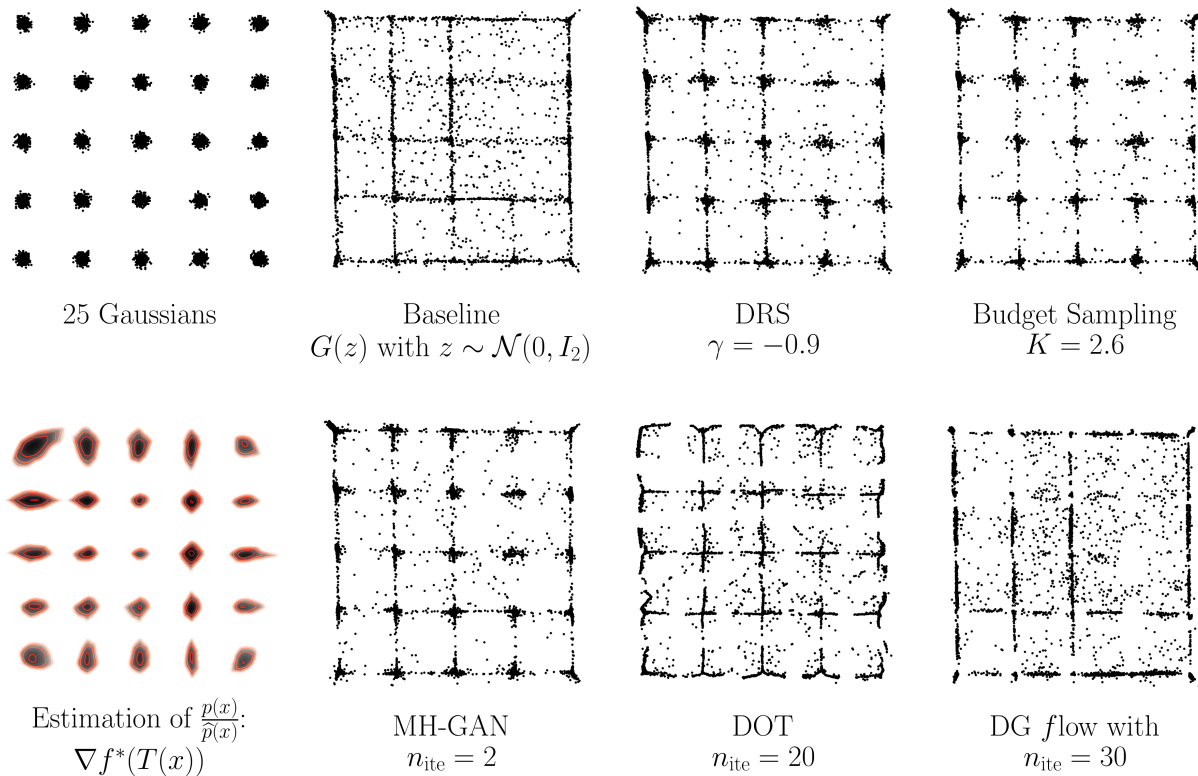 25 Gaussians
Baseline
G(z) with z ∼ 𝒩(0, I₂)
DRS
γ = −0.9
Budget Sampling
K = 2.6
Estimation of p(x)/p̂(x):
∇f*(T(x))
MH-GAN
n_ite = 2
DOT
n_ite = 20
DG f flow with
n_ite = 30